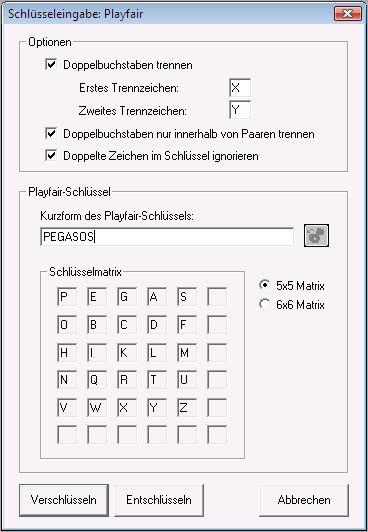 Schlüsseleingabe: Playfair
Optionen
Doppelbuchstaben trennen
Erstes Trennzeichen: X
Zweites Trennzeichen: Y
Doppelbuchstaben nur innerhalb von Paaren trennen
Doppelte Zeichen im Schlüssel ignorieren
Playfair-Schlüssel
Kurzform des Playfair-Schlüssels:
PEGASOS
Schlüsselmatrix
P E G A S
5x5 Matrix
O B C D F
6x6 Matrix
H I K L M
N Q R T U
V W X Y Z
Verschlüsseln Entschlüsseln Abbrechen